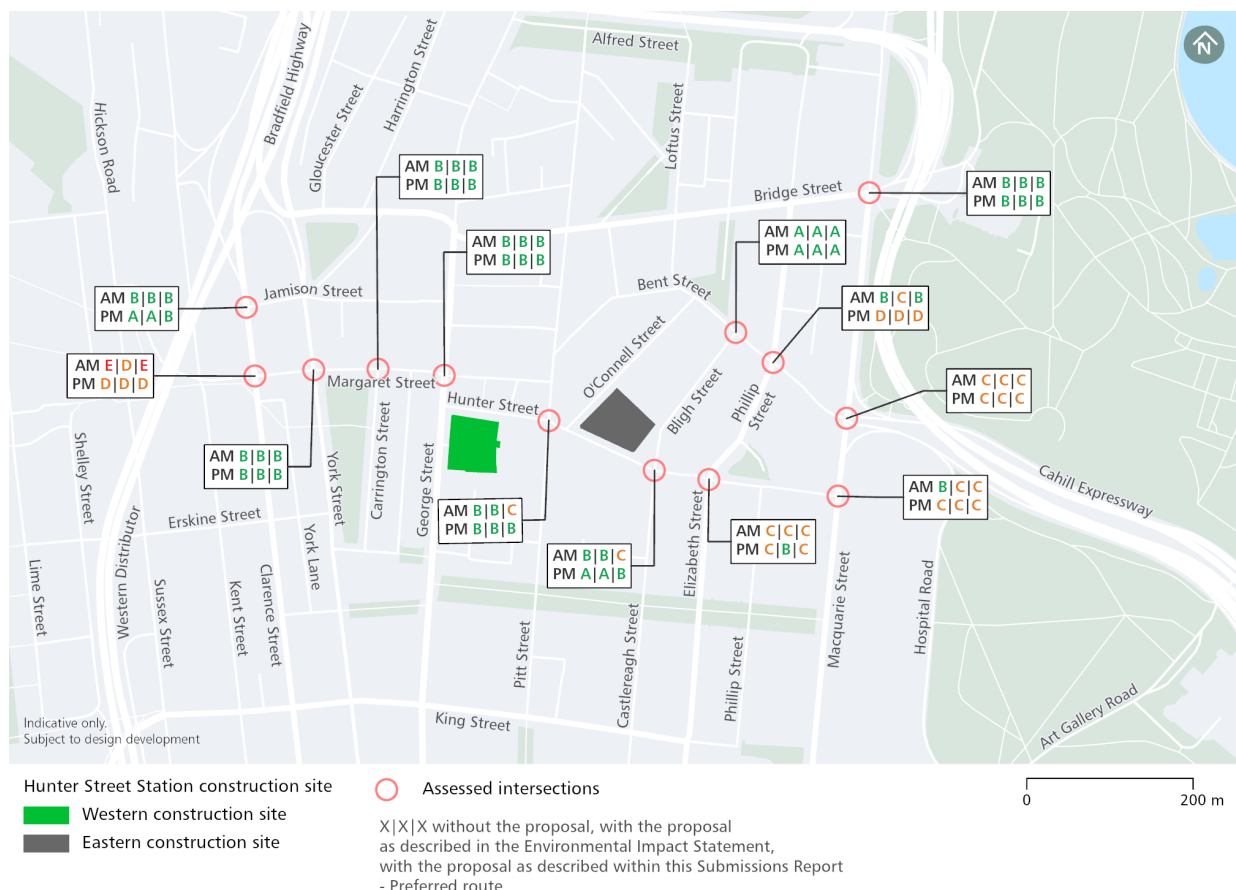 Alfred Street
N
Hickson Road
Bradfield Highway
Gloucester Street
Harrington Street
Loftus Street
AM B|B|B
PM B|B|B
Bridge Street
AM B|B|B
PM B|B|B
AM A|A|A
PM A|A|A
AM B|B|B
PM B|B|B
Bent Street
Jamison Street
AM B|B|B
PM A|A|B
AM B|C|B
PM D|D|D
O'Connell Street
AM E|D|E
PM D|D|D
Margaret Street
Hunter Street
Bligh Street
Phillip
Street
AM C|C|C
PM C|C|C
Shelley Street
AM B|B|B
PM B|B|B
York Street
Carrington Street
George Street
Cahill Expressway
AM B|C|C
PM C|C|C
AM B|B|C
PM B|B|B
Erskine Street
York Lane
AM C|C|C
PM C|B|C
AM B|B|C
PM A|A|B
Elizabeth Street
Lime Street
Western Distributor
Sussex Street
Kent Street
Clarence Street
Pitt Street
Castlereagh Street
Phillip Street
Macquarie Street
Hospital Road
Art Gallery Road
King Street
Indicative only.
Subject to design development
Hunter Street Station construction site
Western construction site
Eastern construction site
Assessed intersections
X|X|X without the proposal, with the proposal
as described in the Environmental Impact Statement,
with the proposal as described within this Submissions Report
- Preferred route
0
200 m